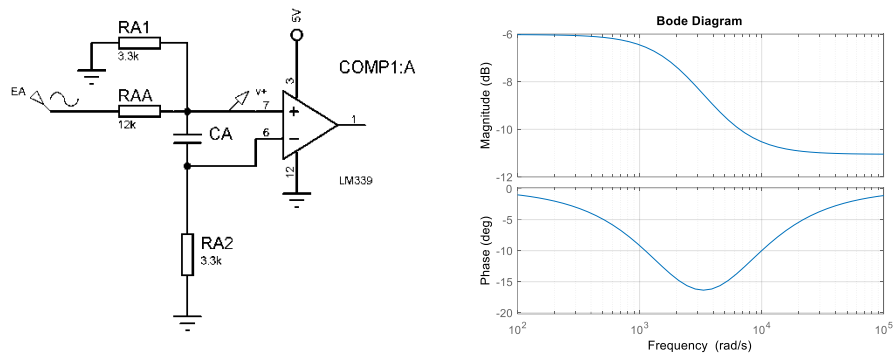 RA1
3.3k
5V
COMP1:A
EA
RAA
12k
V+
3
7
+
1
CA
6
−
12
LM339
RA2
3.3k
Bode Diagram
Magnitude (dB)
-6
-8
-10
-12
Phase (deg)
0
-5
-10
-15
-20
10^2
10^3
10^4
10^5
Frequency (rad/s)